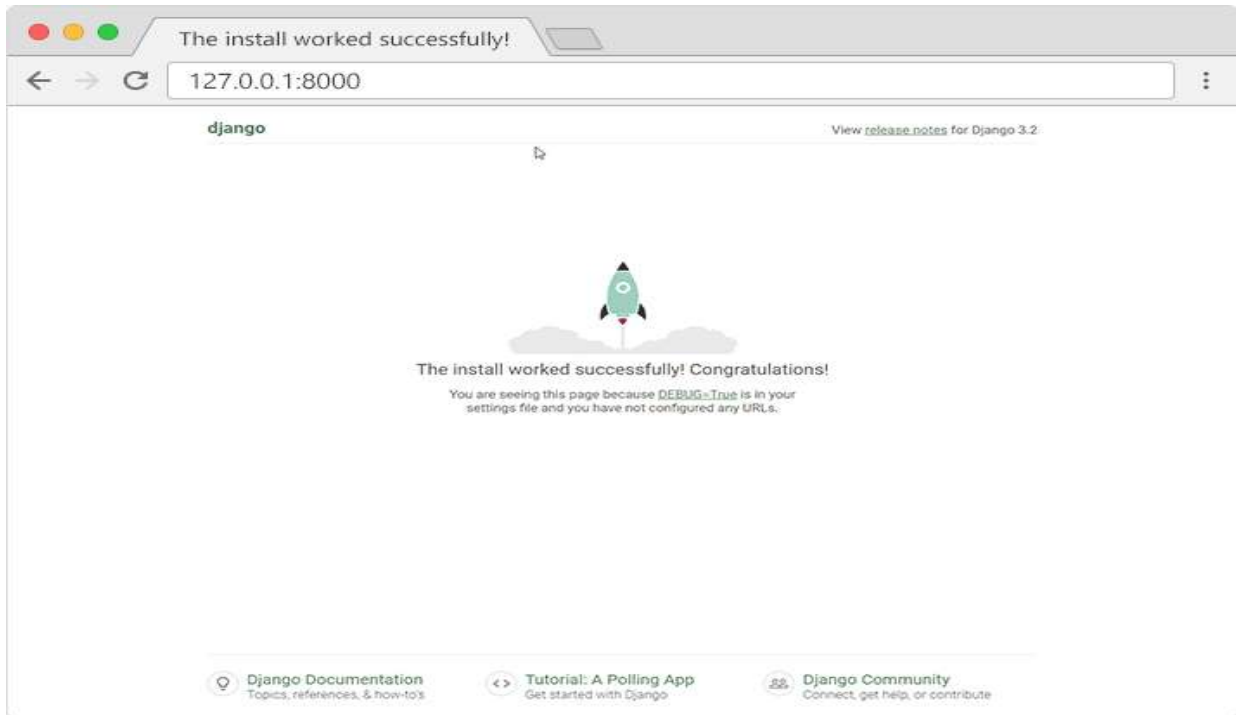 The install worked successfully!
127.0.0.1:8000
django
View release notes for Django 3.2
The install worked successfully! Congratulations!
You are seeing this page because DEBUG=True is in your
settings file and you have not configured any URLs.
Django Documentation
Topics, references, & how-to's
Tutorial: A Polling App
Get started with Django
Django Community
Connect, get help, or contribute